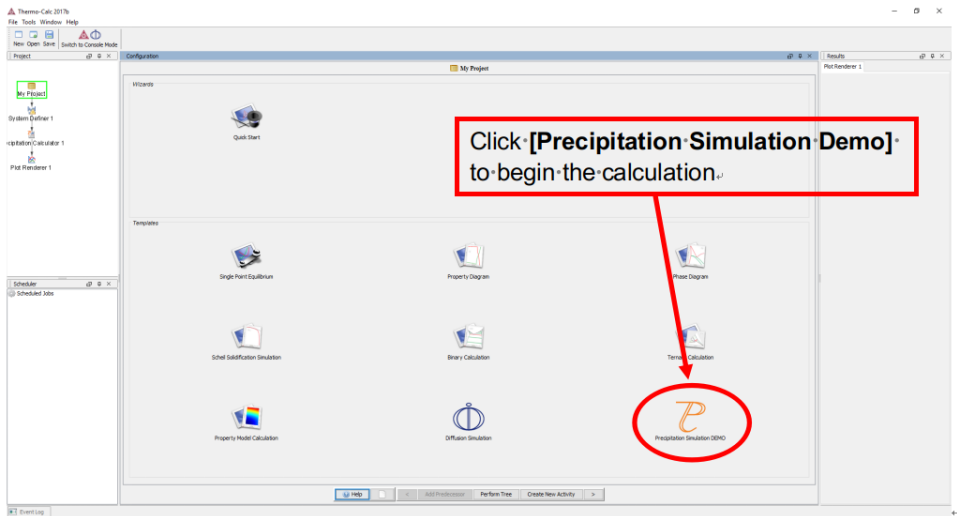 Thermo-Calc 2017b
File Tools Window Help
New Open Save Switch to Console Mode
Project
Configuration
Results
My Project
Plot Renderer 1
My Project
System Definer 1
cipitation Calculator 1
Plot Renderer 1
Wizards
Quick Start
Click [Precipitation Simulation Demo]
to begin the calculation
Templates
Single Point Equilibrium
Property Diagram
Phase Diagram
Scheduler
Scheduled Jobs
Scheil Solidification Simulation
Binary Calculation
Calculation
Property Model Calculation
Diffusion Simulation
Precipitation Simulation DEMO
Help
Add Predecessor
Perform Tree
Create New Activity
Event Log